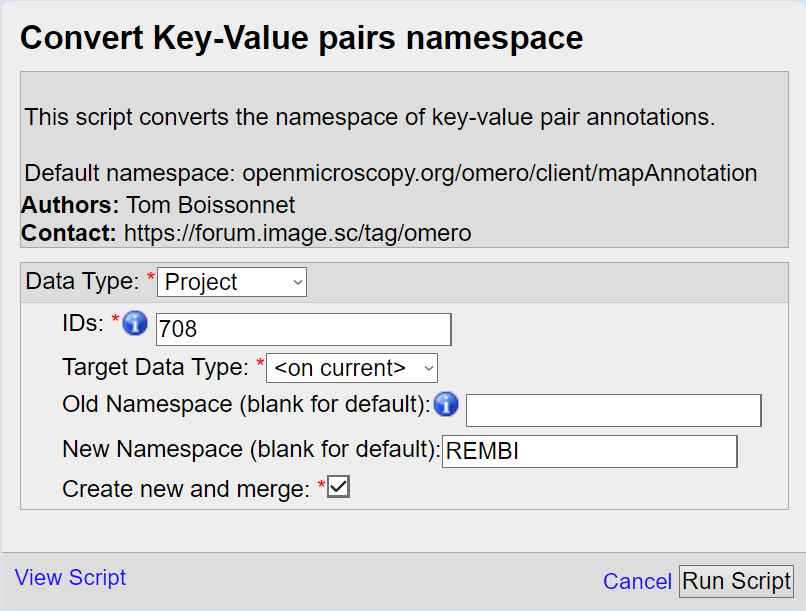 Convert Key-Value pairs namespace
This script converts the namespace of key-value pair annotations.
Default namespace: openmicroscopy.org/omero/client/mapAnnotation
Authors: Tom Boissonnet
Contact: https://forum.image.sc/tag/omero
Data Type: * Project
IDs: * i 708
Target Data Type: * <on current>
Old Namespace (blank for default): i
New Namespace (blank for default): REMBI
Create new and merge: *
View Script Cancel Run Script